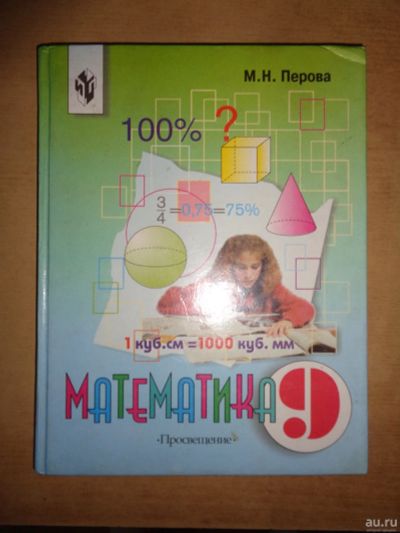 М.Н. Перова
100% ?
3/4 =0,75=75%
1 куб.см =1000 куб. мм
МАТЕМАТИКА 9
•Просвещение•
au.ru